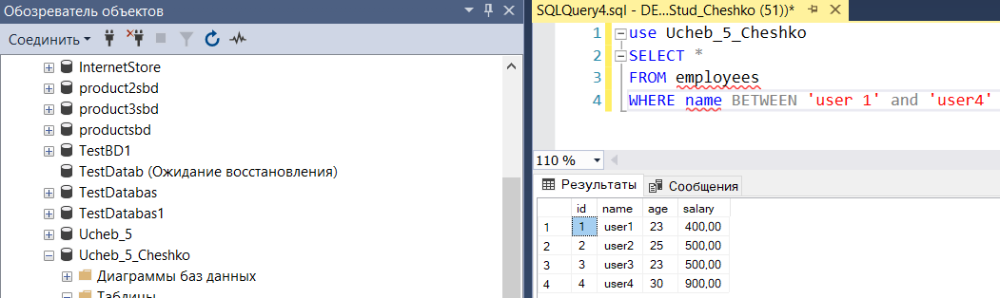 Обозреватель объектов
Соединить
InternetStore
product2sbd
product3sbd
productsbd
TestBD1
TestDatab (Ожидание восстановления)
TestDatabas
TestDatabas1
Ucheb_5
Ucheb_5_Cheshko
Диаграммы баз данных
Таблицы
SQLQuery4.sql - DE...Stud_Cheshko (51))*
1 use Ucheb_5_Cheshko
2 SELECT *
3 FROM employees
4 WHERE name BETWEEN 'user 1' and 'user4'
110 %
Результаты Сообщения
id name age salary
1 1 user1 23 400,00
2 2 user2 25 500,00
3 3 user3 23 500,00
4 4 user4 30 900,00